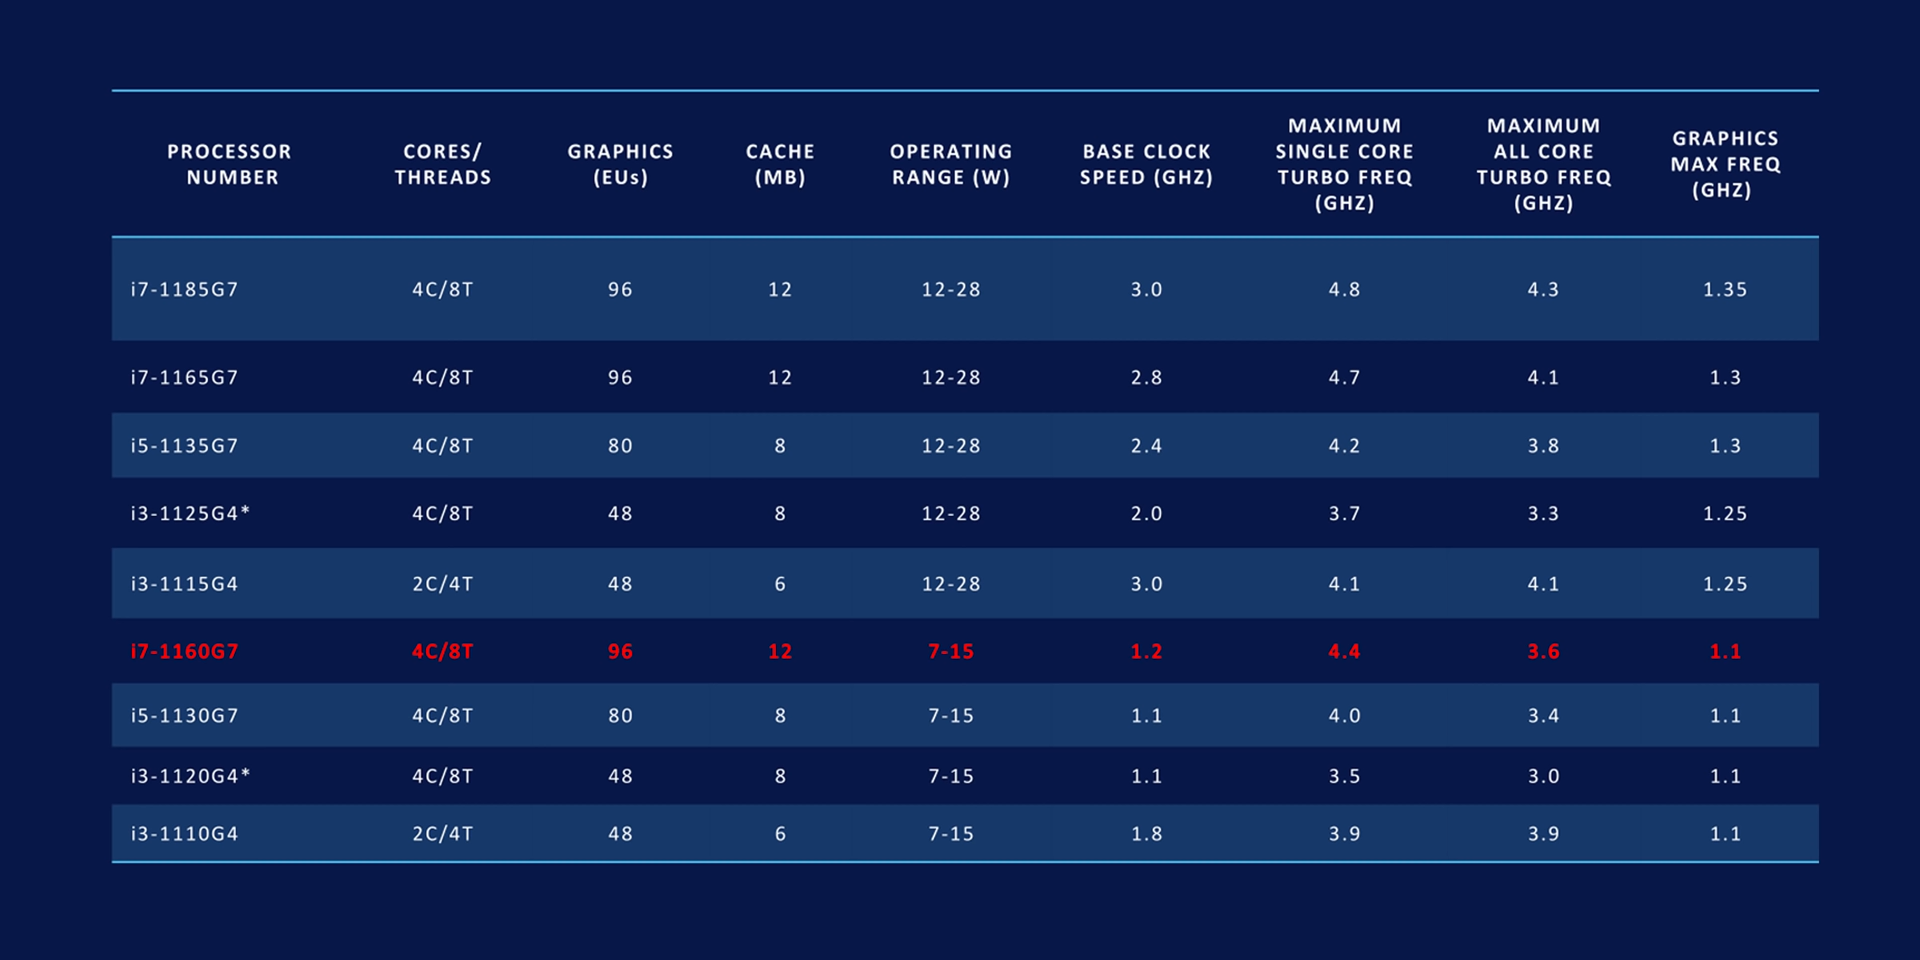 PROCESSOR NUMBER CORES/ THREADS GRAPHICS (EUs) CACHE (MB) OPERATING RANGE (W) BASE CLOCK SPEED (GHZ) MAXIMUM SINGLE CORE TURBO FREQ (GHZ) MAXIMUM ALL CORE TURBO FREQ (GHZ) GRAPHICS MAX FREQ (GHZ)
i7-1185G7 4C/8T 96 12 12-28 3.0 4.8 4.3 1.35
i7-1165G7 4C/8T 96 12 12-28 2.8 4.7 4.1 1.3
i5-1135G7 4C/8T 80 8 12-28 2.4 4.2 3.8 1.3
i3-1125G4* 4C/8T 48 8 12-28 2.0 3.7 3.3 1.25
i3-1115G4 2C/4T 48 6 12-28 3.0 4.1 4.1 1.25
i7-1160G7 4C/8T 96 12 7-15 1.2 4.4 3.6 1.1
i5-1130G7 4C/8T 80 8 7-15 1.1 4.0 3.4 1.1
i3-1120G4* 4C/8T 48 8 7-15 1.1 3.5 3.0 1.1
i3-1110G4 2C/4T 48 6 7-15 1.8 3.9 3.9 1.1